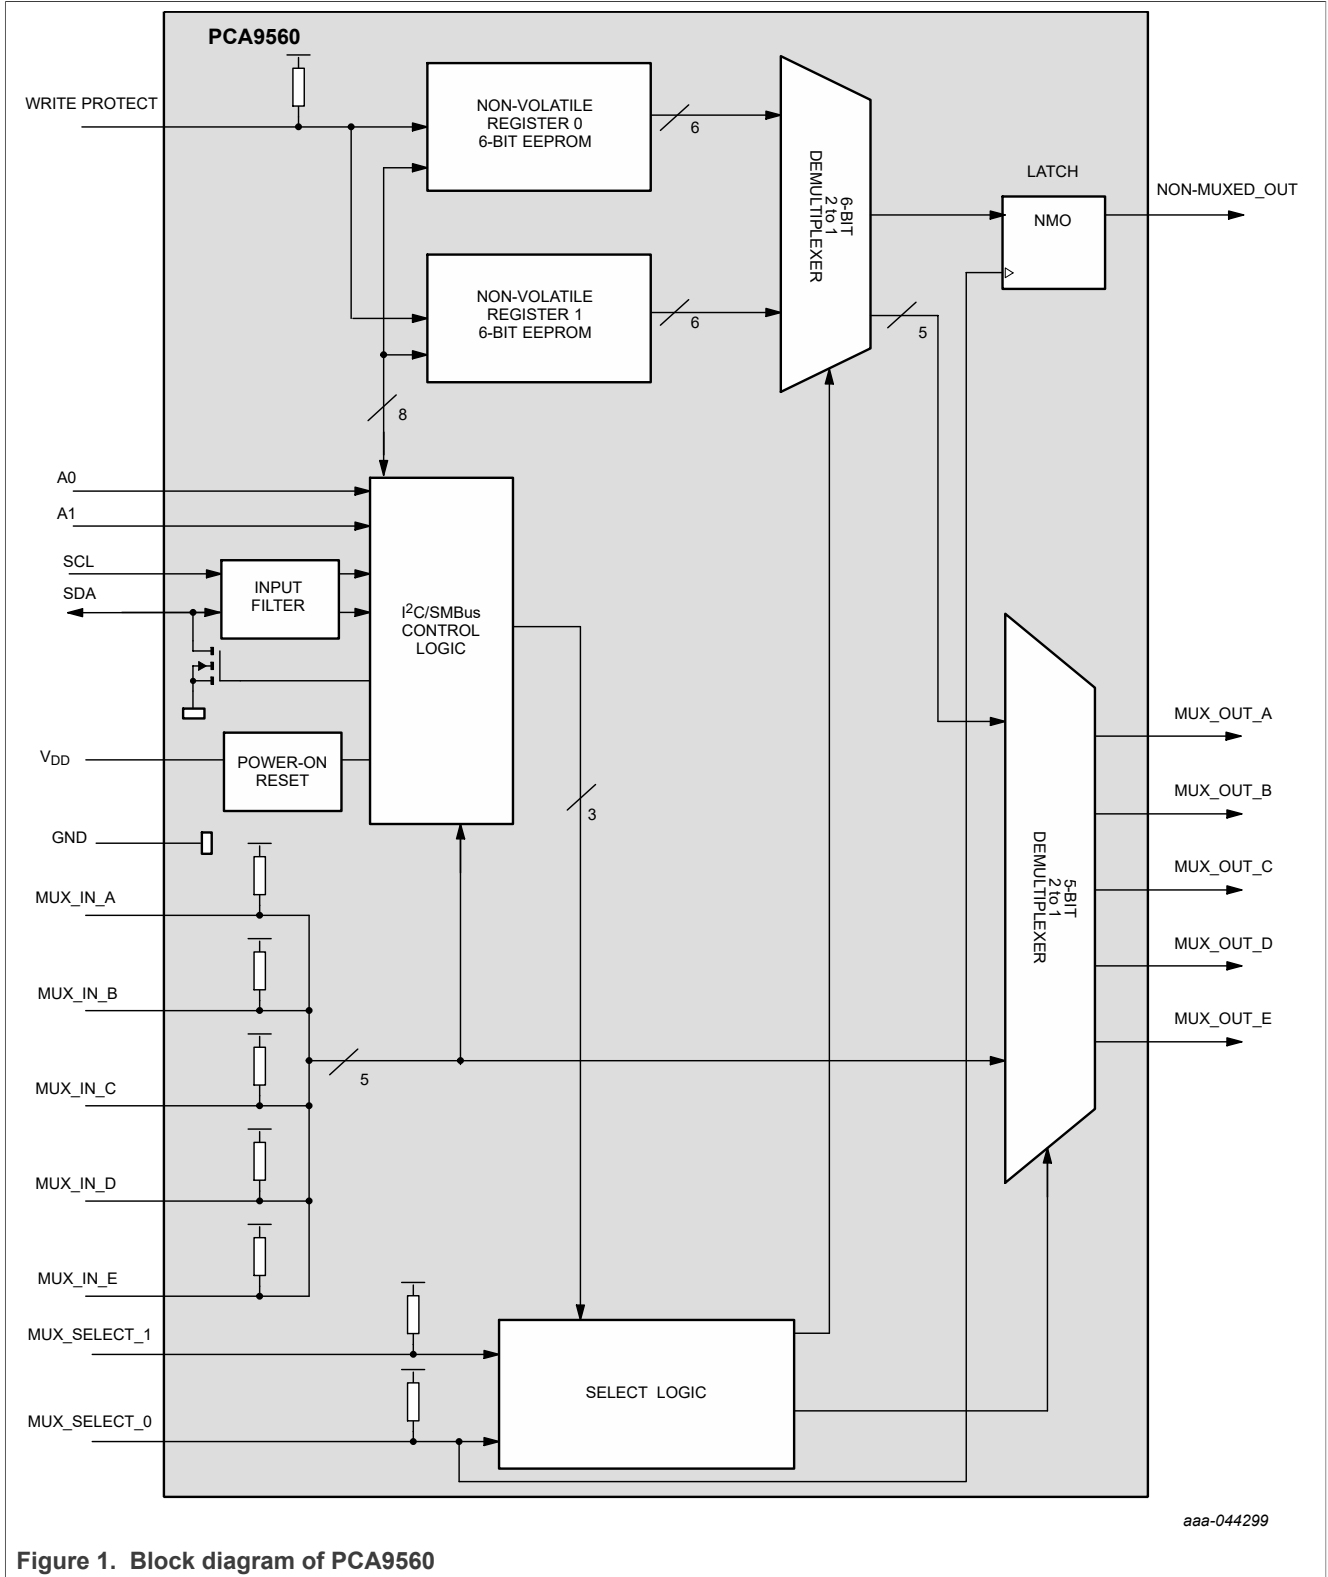 PCA9560
WRITE PROTECT
NON-VOLATILE
REGISTER 0
6-BIT EEPROM
6
6-BIT
2 to 1
DEMULTIPLEXER
LATCH
NMO
NON-MUXED_OUT
NON-VOLATILE
REGISTER 1
6-BIT EEPROM
6
5
8
A0
A1
SCL
SDA
INPUT
FILTER
I2C/SMBus
CONTROL
LOGIC
VDD
POWER-ON
RESET
3
GND
MUX_IN_A
MUX_IN_B
MUX_IN_C
MUX_IN_D
MUX_IN_E
5
5-BIT
2 to 1
DEMULTIPLEXER
MUX_OUT_A
MUX_OUT_B
MUX_OUT_C
MUX_OUT_D
MUX_OUT_E
MUX_SELECT_1
MUX_SELECT_0
SELECT LOGIC
aaa-044299
Figure 1. Block diagram of PCA9560